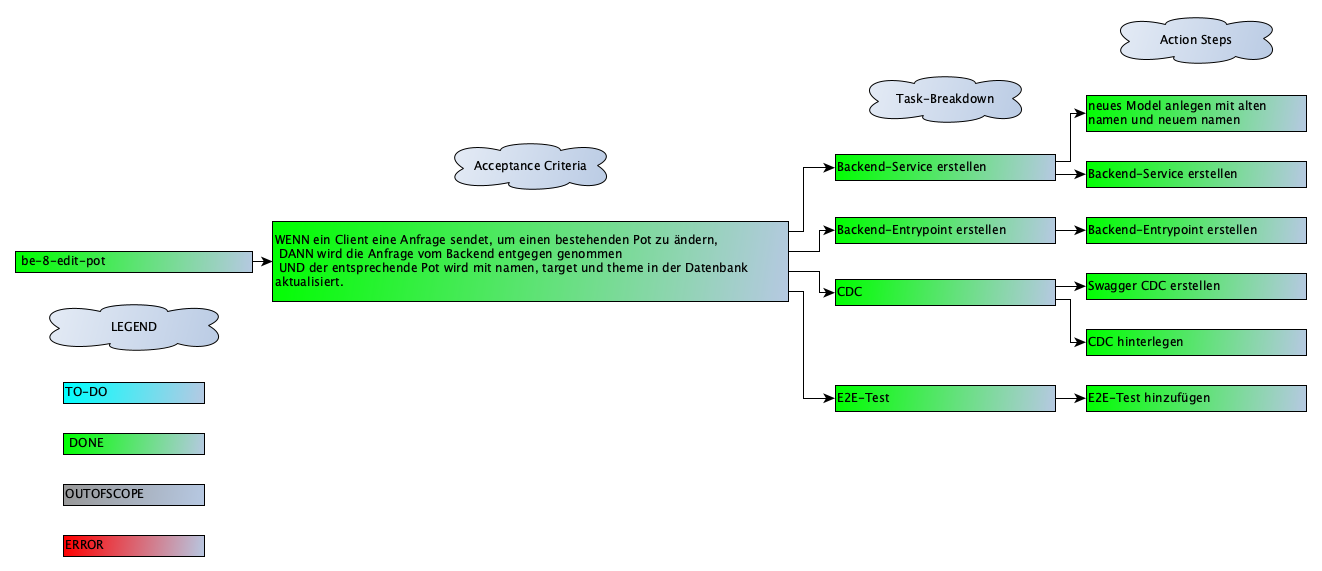 Action Steps
Task-Breakdown
neues Model anlegen mit alten
namen und neuem namen
Acceptance Criteria
Backend-Service erstellen
Backend-Service erstellen
WENN ein Client eine Anfrage sendet, um einen bestehenden Pot zu ändern,
DANN wird die Anfrage vom Backend entgegen genommen
UND der entsprechende Pot wird mit namen, target und theme in der Datenbank
aktualisiert.
Backend-Entrypoint erstellen
Backend-Entrypoint erstellen
be-8-edit-pot
CDC
Swagger CDC erstellen
CDC hinterlegen
E2E-Test
E2E-Test hinzufügen
LEGEND
TO-DO
DONE
OUTOFSCOPE
ERROR